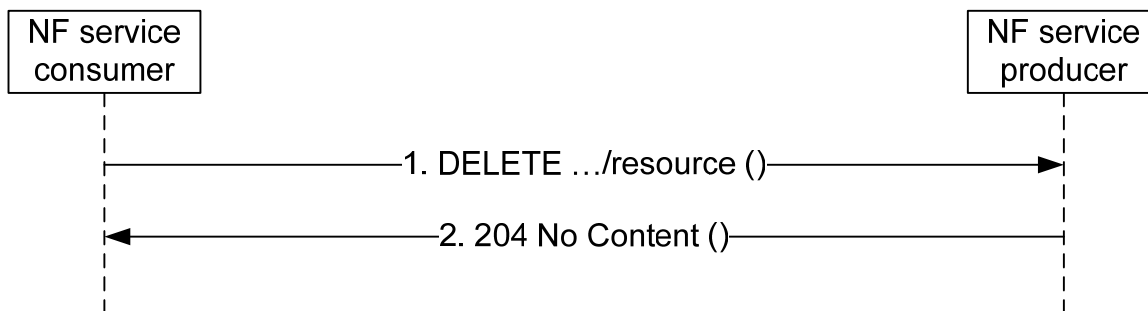 NF service
consumer
NF service
producer
1. DELETE …/resource ()
2. 204 No Content ()